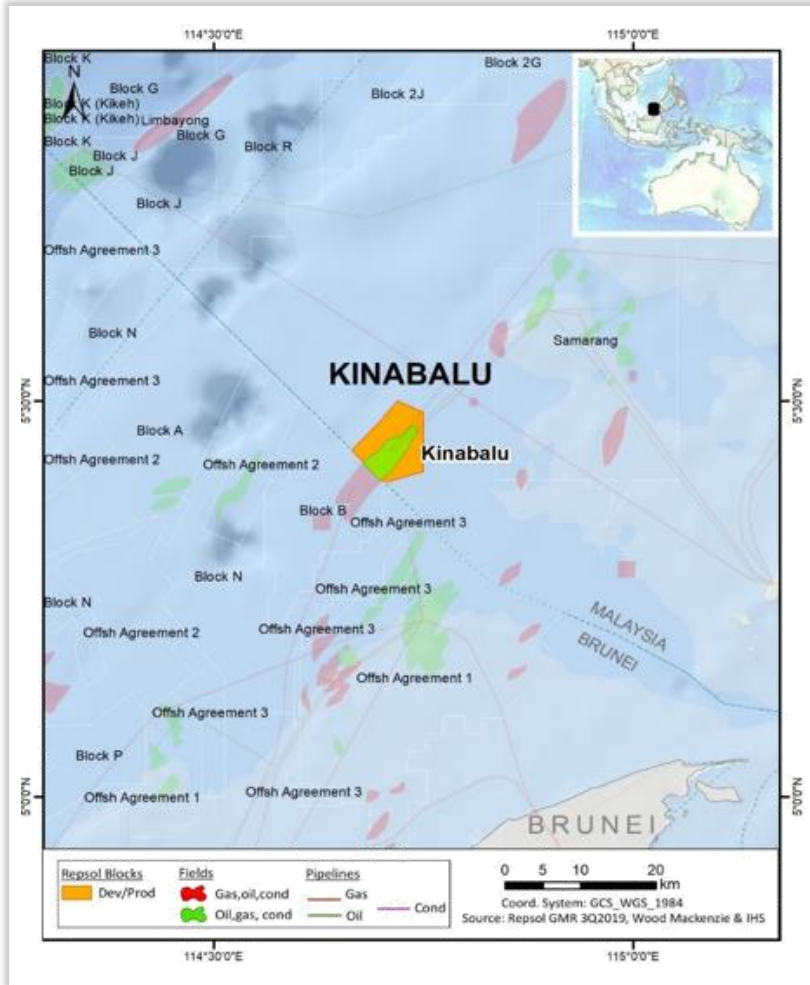 114°30'0"E 115°0'0"E
Block K
N
Block G
Block 2G
Block 2J
Block K (Kikeh)
Block K (Kikeh)
Limbayong
Block G
Block K
Block R
Block J
Block J
Block J
Offsh Agreement 3
Block N
Samarang
KINABALU
Offsh Agreement 3
5°30'0"N 5°30'0"N
Block A
Kinabalu
Offsh Agreement 2
Offsh Agreement 2
Block B
Offsh Agreement 3
Block N
Offsh Agreement 3
Block N
MALAYSIA
Offsh Agreement 2
Offsh Agreement 3
BRUNEI
Offsh Agreement 1
Offsh Agreement 3
Block P
Offsh Agreement 1
Offsh Agreement 3
5°0'0"N 5°0'0"N
BRUNEI
Repsol Blocks
Dev/Prod
Fields
Gas,oil,cond
Oil,gas, cond
Pipelines
Gas
Oil
Cond
0 5 10 20
km
Coord. System: GCS_WGS_1984
Source: Repsol GMR 3Q2019, Wood Mackenzie & IHS
114°30'0"E 115°0'0"E